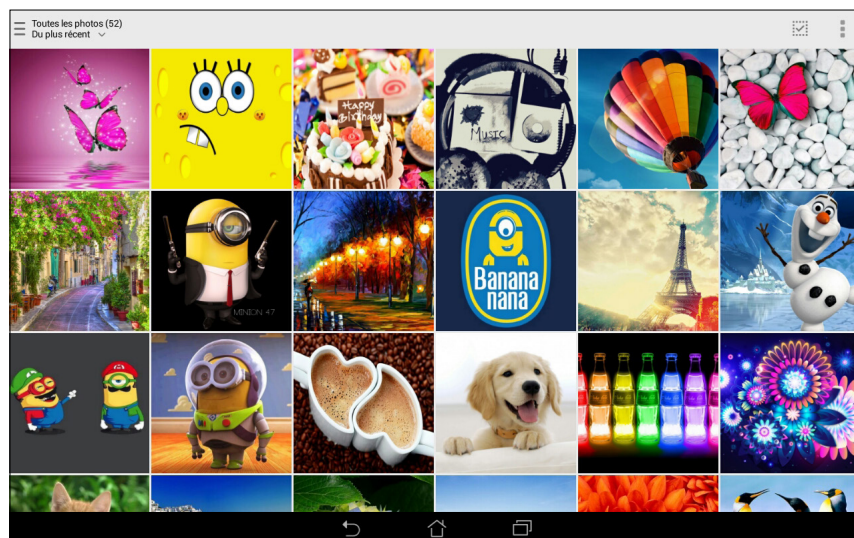 Toutes les photos (52)
Du plus récent
Happy
Birthday
MUSIC
MINION 47
Banana
nana